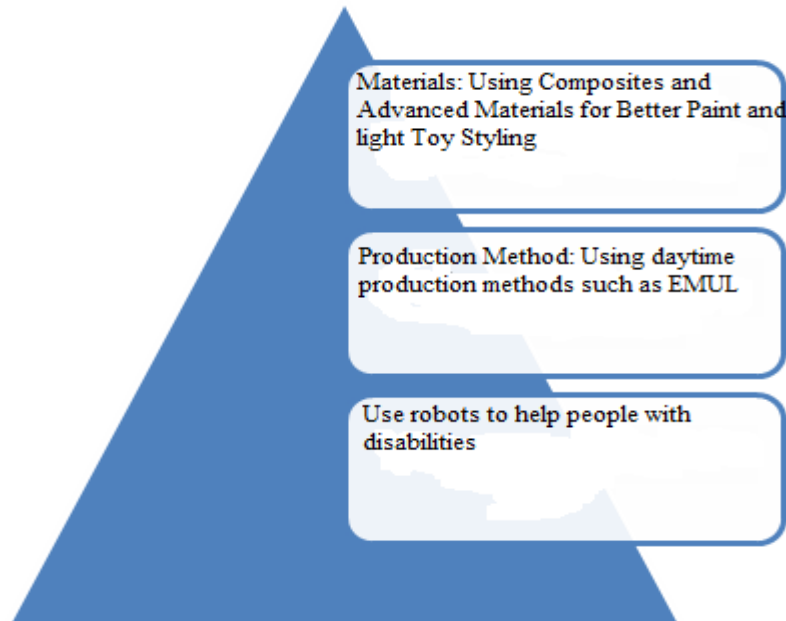 Materials: Using Composites and
Advanced Materials for Better Paint and
light Toy Styling
Production Method: Using daytime
production methods such as EMUL
Use robots to help people with
disabilities